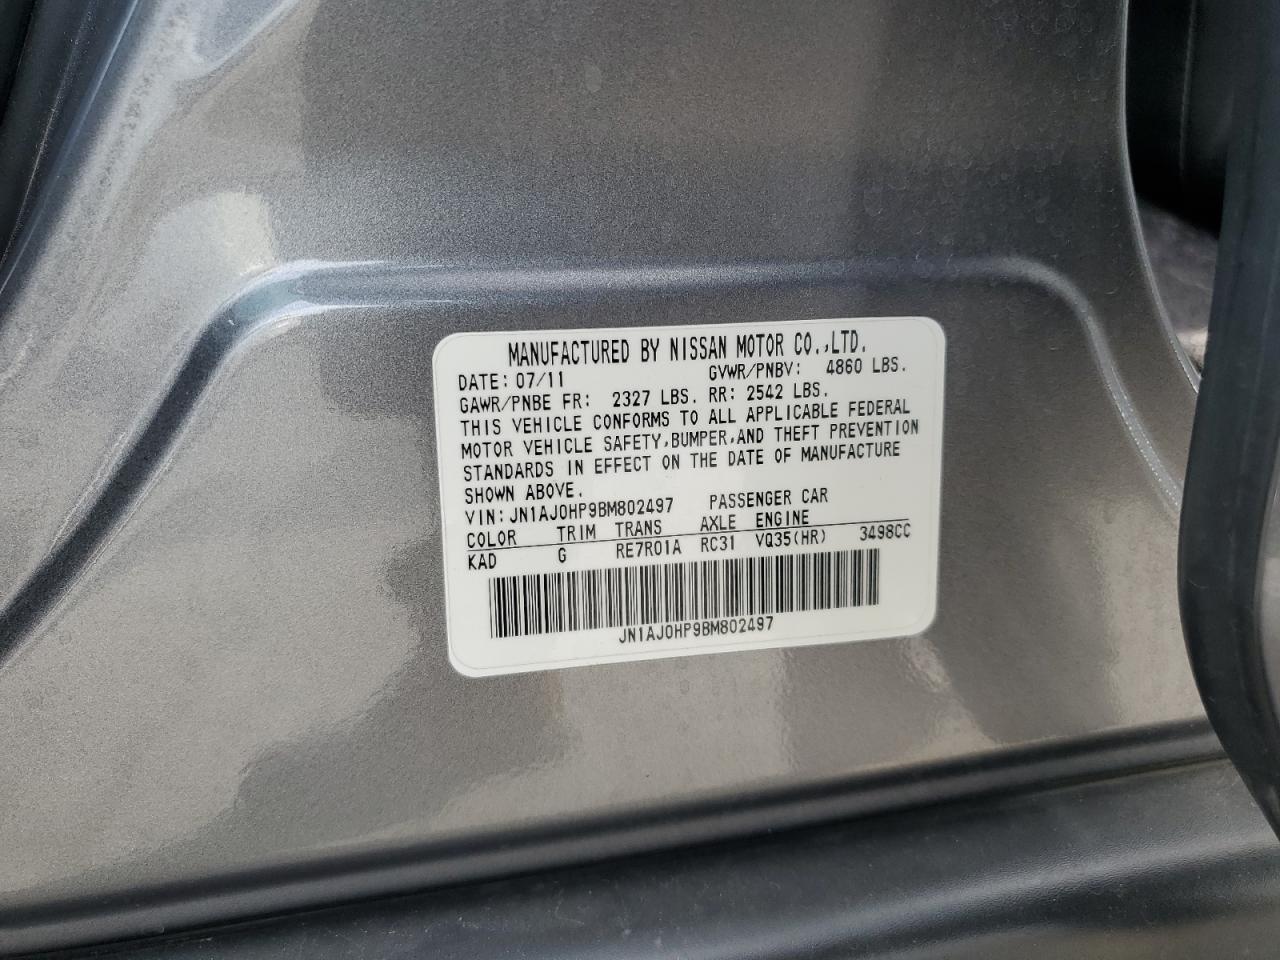 MANUFACTURED BY NISSAN MOTOR CO.,LTD.
DATE: 07/11 GVWR/PNBV: 4860 LBS.
GAWR/PNBE FR: 2327 LBS. RR: 2542 LBS.
THIS VEHICLE CONFORMS TO ALL APPLICABLE FEDERAL
MOTOR VEHICLE SAFETY,BUMPER,AND THEFT PREVENTION
STANDARDS IN EFFECT ON THE DATE OF MANUFACTURE
SHOWN ABOVE.
VIN: JN1AJ0HP9BM802497 PASSENGER CAR
COLOR TRIM TRANS AXLE ENGINE
KAD G RE7R01A RC31 VQ35(HR) 3498CC
JN1AJ0HP9BM802497